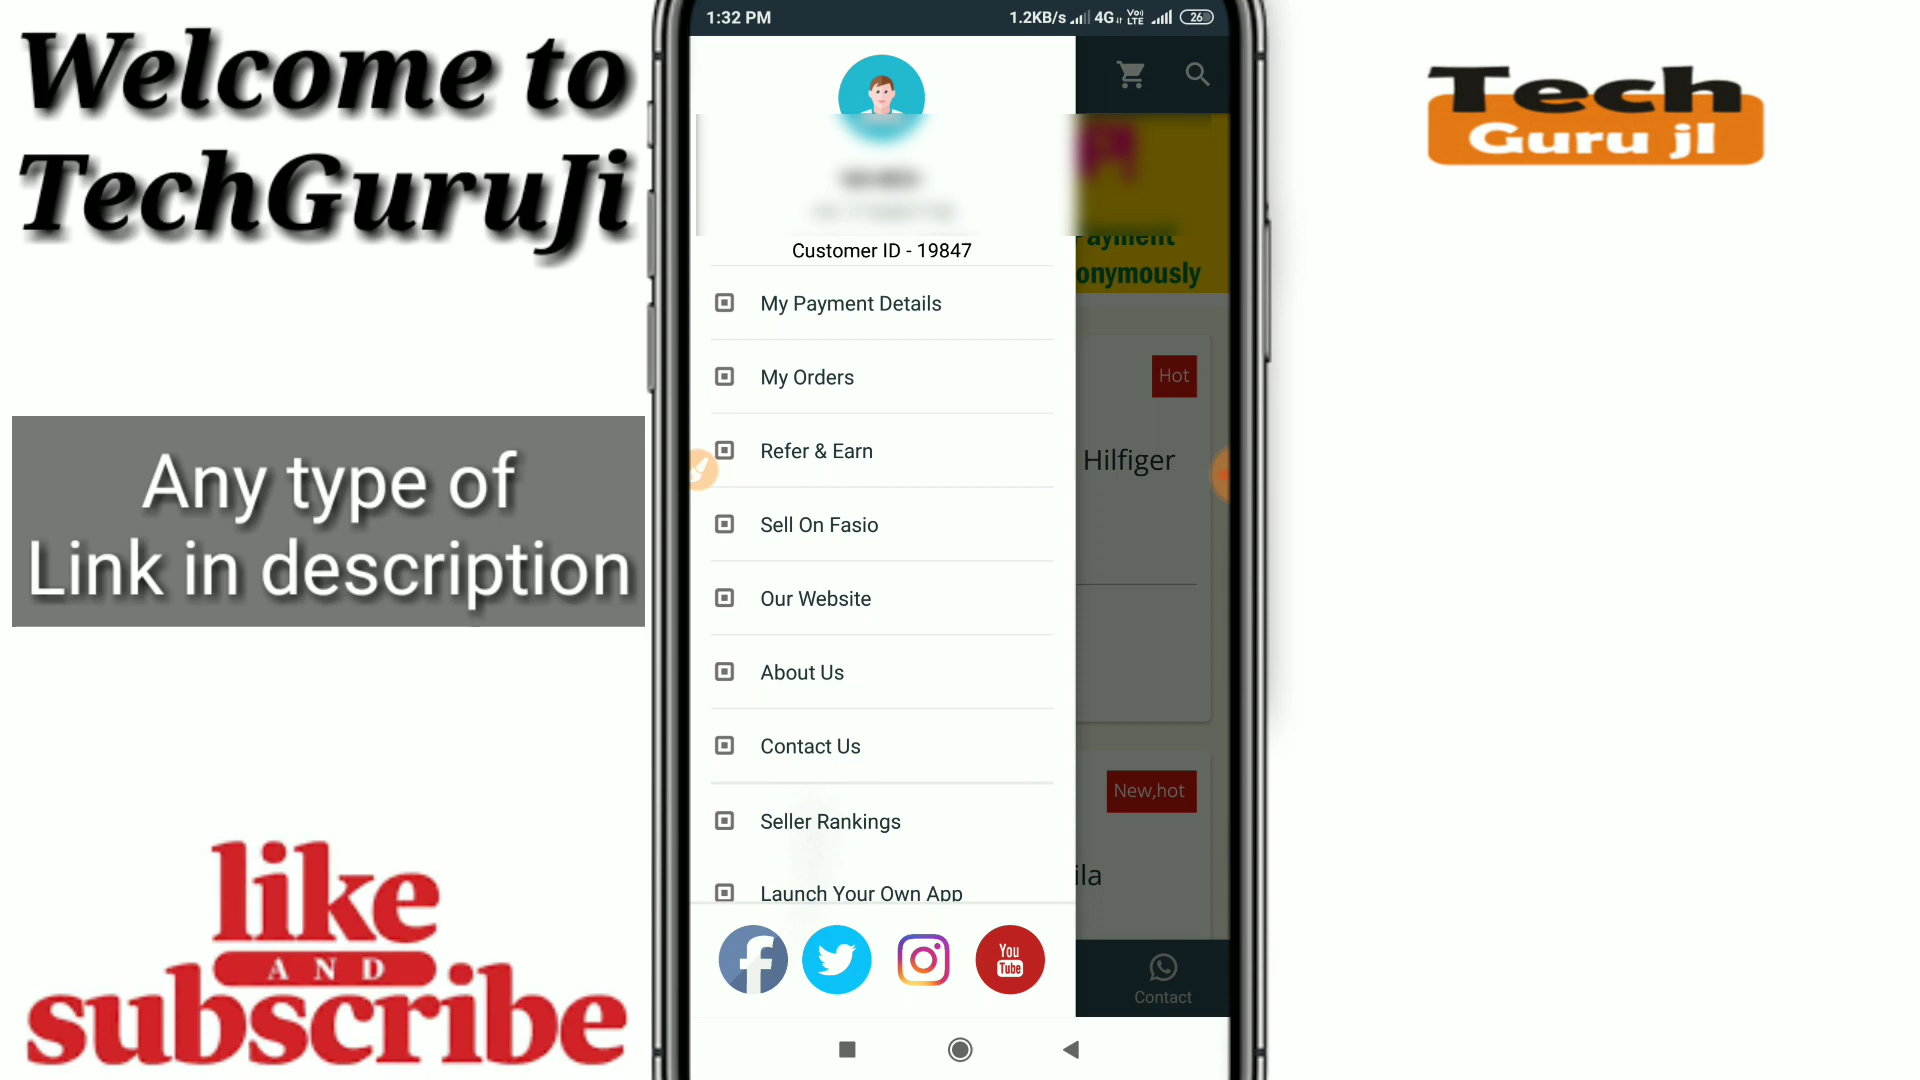 Welcome to
TechGuruJi
Any type of
Link in description
like
AND
subscribe
1:32 PM
1.2KB/s 4G Vo) LTE 26
Customer ID - 19847
My Payment Details
My Orders
Refer & Earn
Sell On Fasio
Our Website
About Us
Contact Us
Seller Rankings
Launch Your Own App
You
Tube
onymously
Hot
Hilfiger
New,hot
ila
Contact
Tech
Guru jI